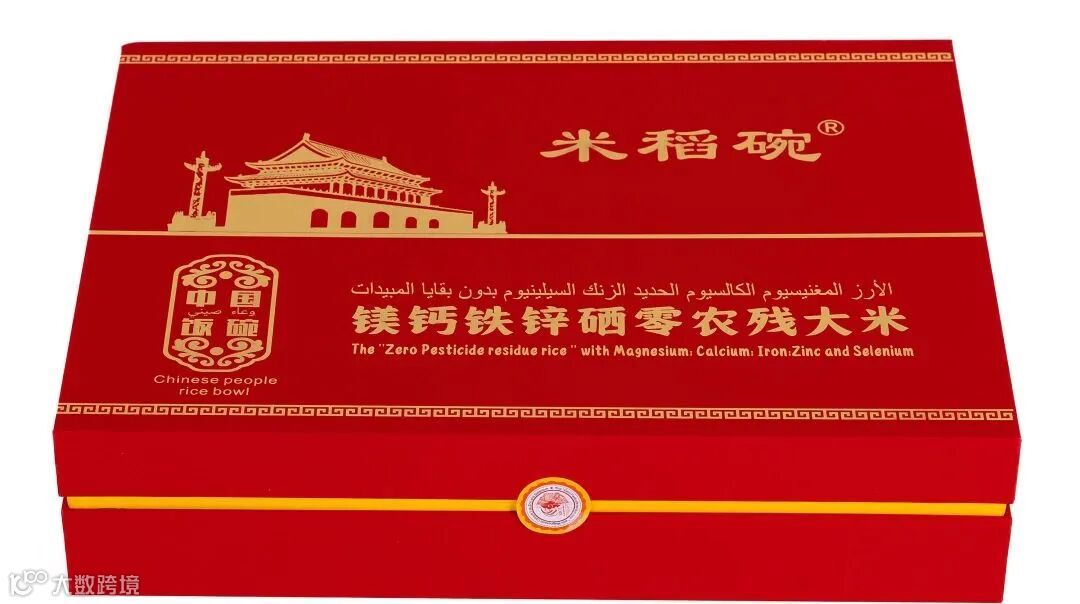 米稻碗®
الأرز المغنيسيوم الكالسيوم الحديد الزنك السيلينيوم بدون بقايا المبيدات
镁钙铁锌硒零农残大米
The "Zero Pesticide residue rice" with Magnesium: Calcium: Iron:Zinc and Selenium
中国
وعاء صيني
饭碗
Chinese people
rice bowl
大数跨境